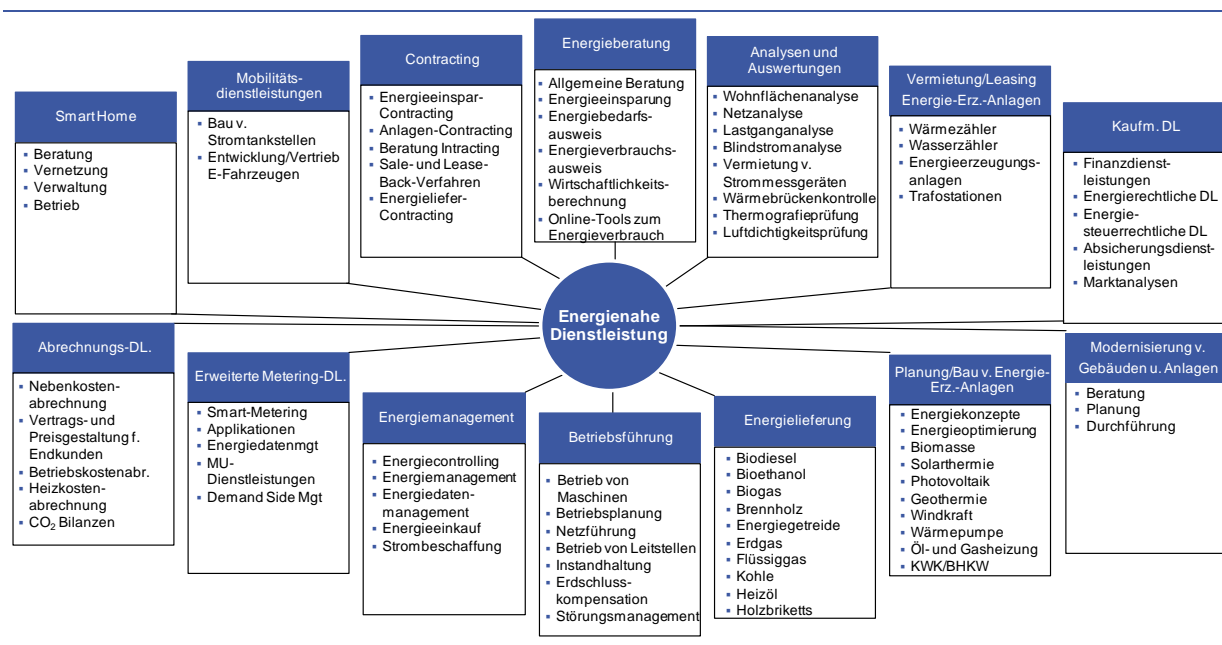 Smart Home
▪ Beratung
▪ Vernetzung
▪ Verwaltung
▪ Betrieb
Mobilitäts-
dienstleistungen
▪ Bau v.
Stromtankstellen
▪ Entwicklung/Vertrieb
E-Fahrzeugen
Contracting
▪ Energieeinspar-
Contracting
▪ Anlagen-Contracting
▪ Beratung Intracting
▪ Sale- und Lease-
Back-Verfahren
▪ Energieliefer-
Contracting
Energieberatung
▪ Allgemeine Beratung
▪ Energieeinsparung
▪ Energiebedarfs-
ausweis
▪ Energieverbrauchs-
ausweis
▪ Wirtschaftlichkeits-
berechnung
▪ Online-Tools zum
Energieverbrauch
Analysen und
Auswertungen
▪ Wohnflächenanalyse
▪ Netzanalyse
▪ Lastganganalyse
▪ Blindstromanalyse
▪ Vermietung v.
Strommessgeräten
▪ Wärmebrückenkontrolle
▪ Thermografieprüfung
▪ Luftdichtigkeitsprüfung
Vermietung/Leasing
Energie-Erz.-Anlagen
▪ Wärmezähler
▪ Wasserzähler
▪ Energieerzeugungs-
anlagen
▪ Trafostationen
Kaufm. DL
▪ Finanzdienst-
leistungen
▪ Energierechtliche DL
▪ Energie-
steuerrechtliche DL
▪ Absicherungsdienst-
leistungen
▪ Marktanalysen
Energienahe
Dienstleistung
Abrechnungs-DL.
▪ Nebenkosten-
abrechnung
▪ Vertrags- und
Preisgestaltung f.
Endkunden
▪ Betriebskostenabr.
▪ Heizkosten-
abrechnung
▪ CO₂ Bilanzen
Erweiterte Metering-DL.
▪ Smart-Metering
▪ Applikationen
▪ Energiedatenmgt
▪ MU-
Dienstleistungen
▪ Demand Side Mgt
Energiemanagement
▪ Energiecontrolling
▪ Energiemanagement
▪ Energiedaten-
management
▪ Energieeinkauf
▪ Strombeschaffung
Betriebsführung
▪ Betrieb von
Maschinen
▪ Betriebsplanung
▪ Netzführung
▪ Betrieb von Leitstellen
▪ Instandhaltung
▪ Erdschluss-
kompensation
▪ Störungsmanagement
Energielieferung
▪ Biodiesel
▪ Bioethanol
▪ Biogas
▪ Brennholz
▪ Energiegetreide
▪ Erdgas
▪ Flüssiggas
▪ Kohle
▪ Heizöl
▪ Holzbriketts
Planung/Bau v. Energie-
Erz.-Anlagen
▪ Energiekonzepte
▪ Energieoptimierung
▪ Biomasse
▪ Solarthermie
▪ Photovoltaik
▪ Geothermie
▪ Windkraft
▪ Wärmepumpe
▪ Öl- und Gasheizung
▪ KWK/BHKW
Modernisierung v.
Gebäuden u. Anlagen
▪ Beratung
▪ Planung
▪ Durchführung